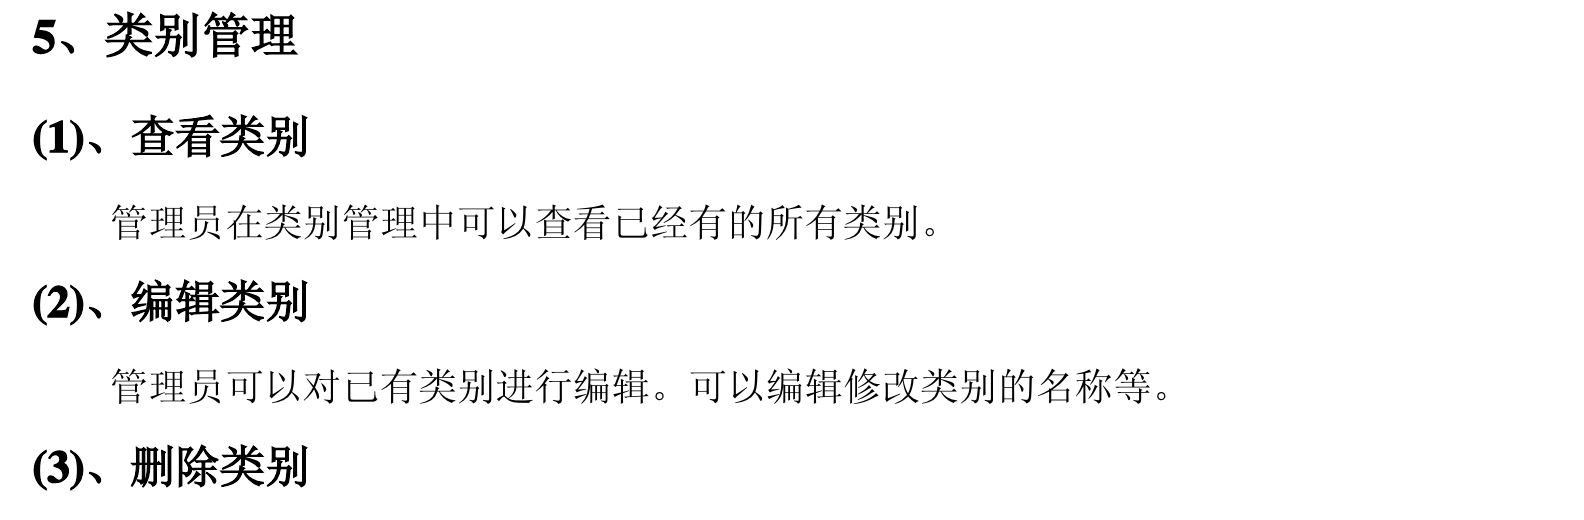 5、类别管理
(1)、查看类别
管理员在类别管理中可以查看已经有的所有类别。
(2)、编辑类别
管理员可以对已有类别进行编辑。可以编辑修改类别的名称等。
(3)、删除类别